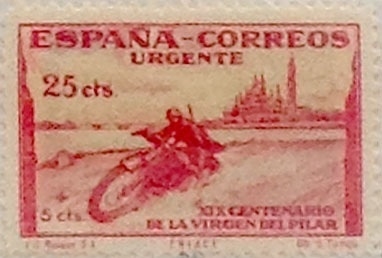 ESPAÑA-CORREOS
URGENTE
25 cts.
5 cts.
XIX CENTENARIO
DE LA VIRGEN DEL PILAR